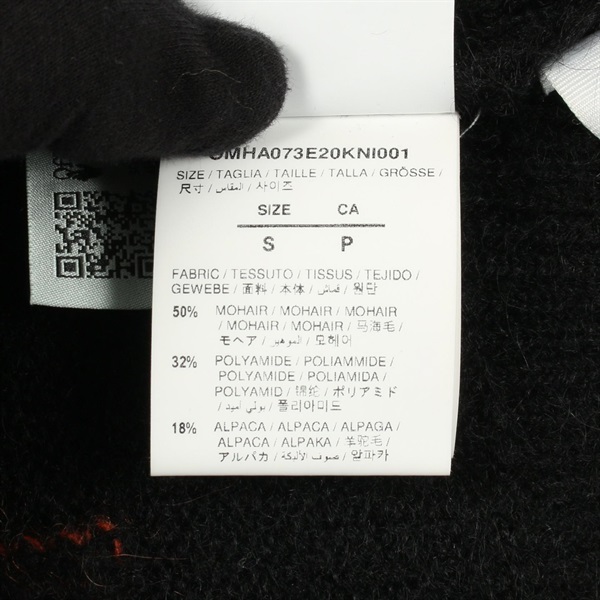 OMHA073E20KNI001
SIZE / TAGLIA / TAILLE / TALLA / GRÖSSE /
尺寸 / المقاس / 사이즈
SIZE CA
S P
FABRIC / TESSUTO / TISSUS / TEJIDO /
GEWEBE / 面料 / 本体 / قماش / 원단
50% MOHAIR / MOHAIR / MOHAIR
/ MOHAIR / MOHAIR / 马海毛 /
モヘア / الموهير / 모헤어
32% POLYAMIDE / POLIAMMIDE /
POLYAMIDE / POLIAMIDA /
POLYAMID / 锦纶 / ポリアミド
/ بولي أميد / 폴리아미드
18% ALPACA / ALPACA / ALPAGA /
ALPACA / ALPAKA / 羊驼毛 /
アルパカ / صوف الألبكة / 알파카